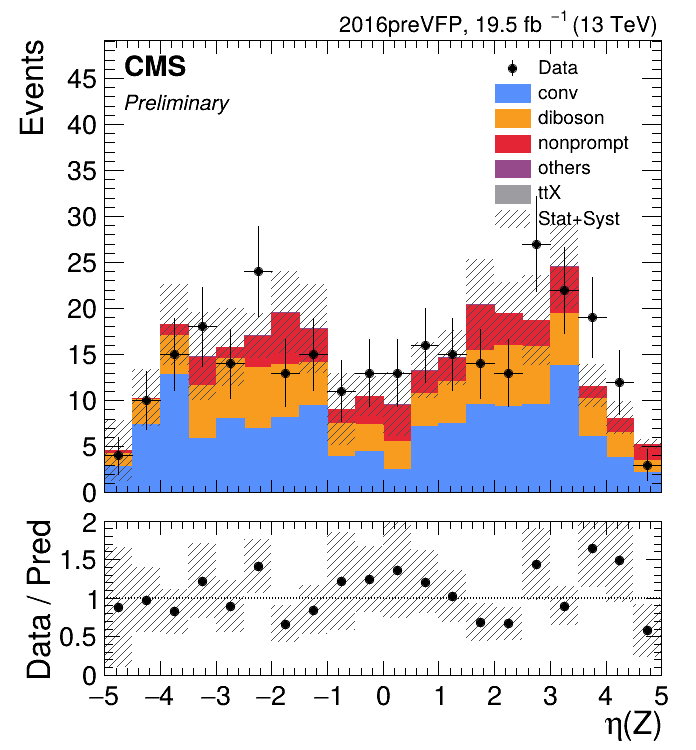 2016preVFP, 19.5 fb ⁻¹ (13 TeV)
CMS
Preliminary
Events
45
40
35
30
25
20
15
10
5
0
Data
conv
diboson
nonprompt
others
ttX
Stat+Syst
Data / Pred
2
1.5
1
0.5
0
−5 −4 −3 −2 −1 0 1 2 3 4 5
η(Z)